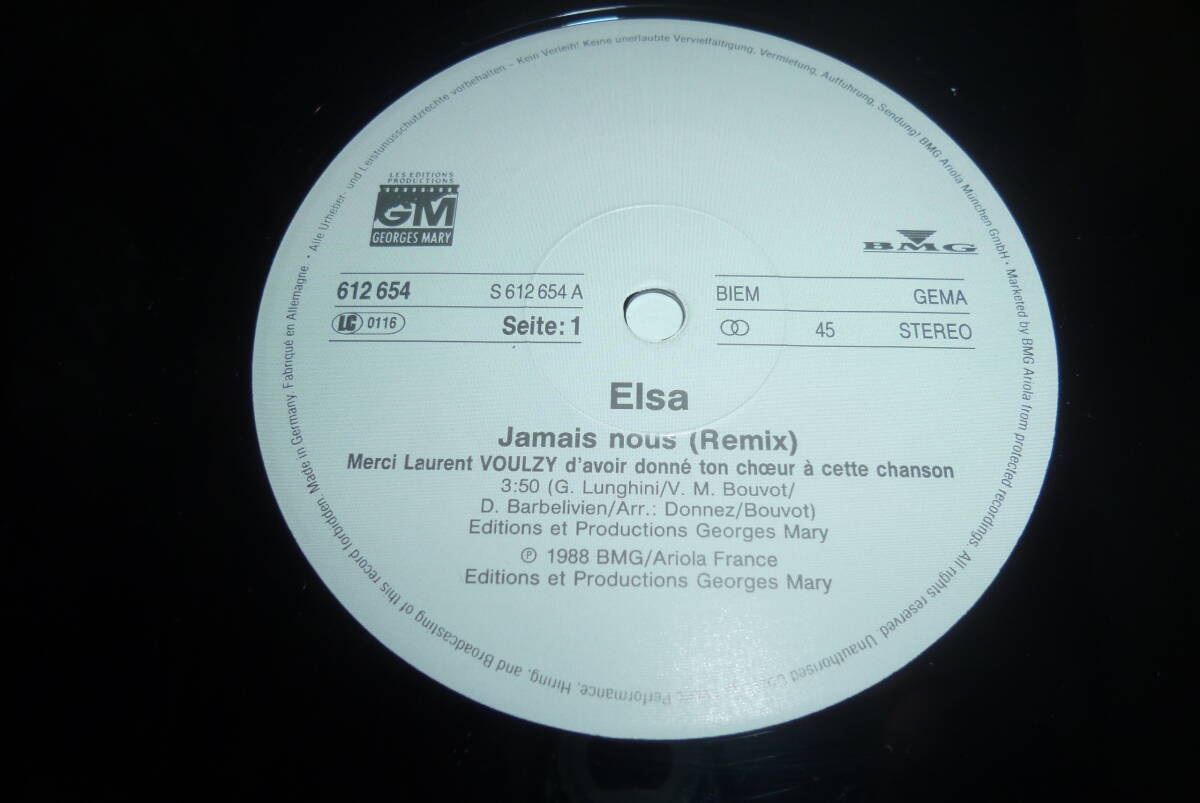 LES EDITIONS
PRODUCTIONS
GM
GEORGES MARY
BMG
612 654 S 612 654 A
LC 0116 Seite: 1
BIEM GEMA
45 STEREO
Elsa
Jamais nous (Remix)
Merci Laurent VOULZY d'avoir donné ton chœur à cette chanson
3:50 (G. Lunghini/V. M. Bouvot/
D. Barbelivien/Arr.: Donnez/Bouvot)
Editions et Productions Georges Mary
Ⓟ 1988 BMG/Ariola France
Editions et Productions Georges Mary
Made in Germany Fabriqué en Allemagne. • Alle Urheber- und Leistungsschutzrechte vorbehalten – Kein Verleih! Keine unerlaubte Vervielfältigung, Vermietung, Aufführung, Sendung! BMG Ariola München GmbH • Marketed by BMG Ariola from protected recordings. All rights reserved. Unauthorised Performance, Hiring, and Broadcasting of this record forbidden.